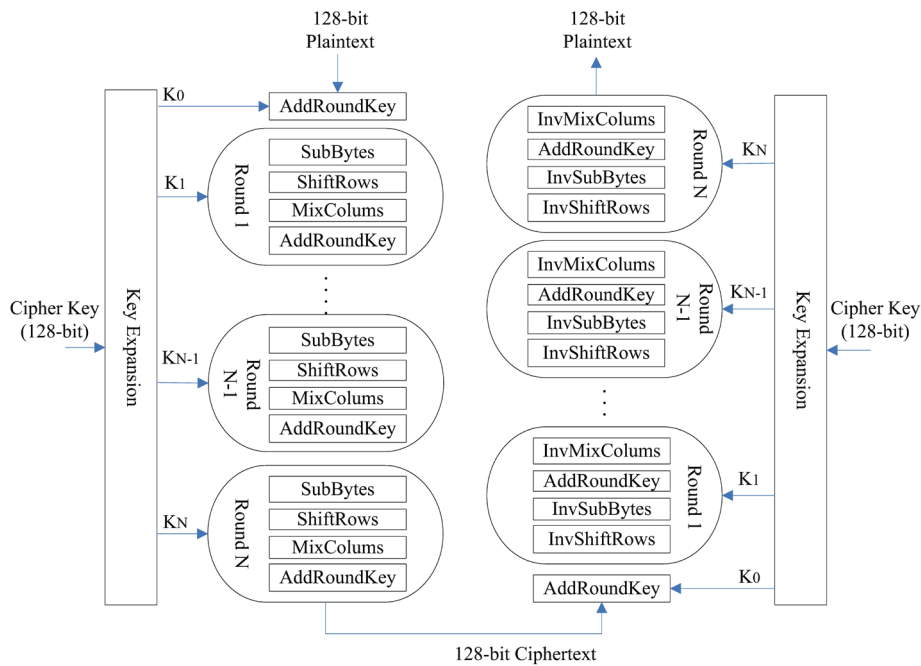 128-bit
Plaintext
K0
AddRoundKey
K1
Round 1
SubBytes
ShiftRows
MixColums
AddRoundKey
Cipher Key
(128-bit)
Key Expansion
KN-1
Round
N-1
SubBytes
ShiftRows
MixColums
AddRoundKey
KN
Round N
SubBytes
ShiftRows
MixColums
AddRoundKey
128-bit Ciphertext
128-bit
Plaintext
InvMixColums
AddRoundKey
InvSubBytes
InvShiftRows
Round N
KN
InvMixColums
AddRoundKey
InvSubBytes
InvShiftRows
Round
N-1
KN-1
Key Expansion
Cipher Key
(128-bit)
InvMixColums
AddRoundKey
InvSubBytes
InvShiftRows
Round 1
K1
AddRoundKey
K0